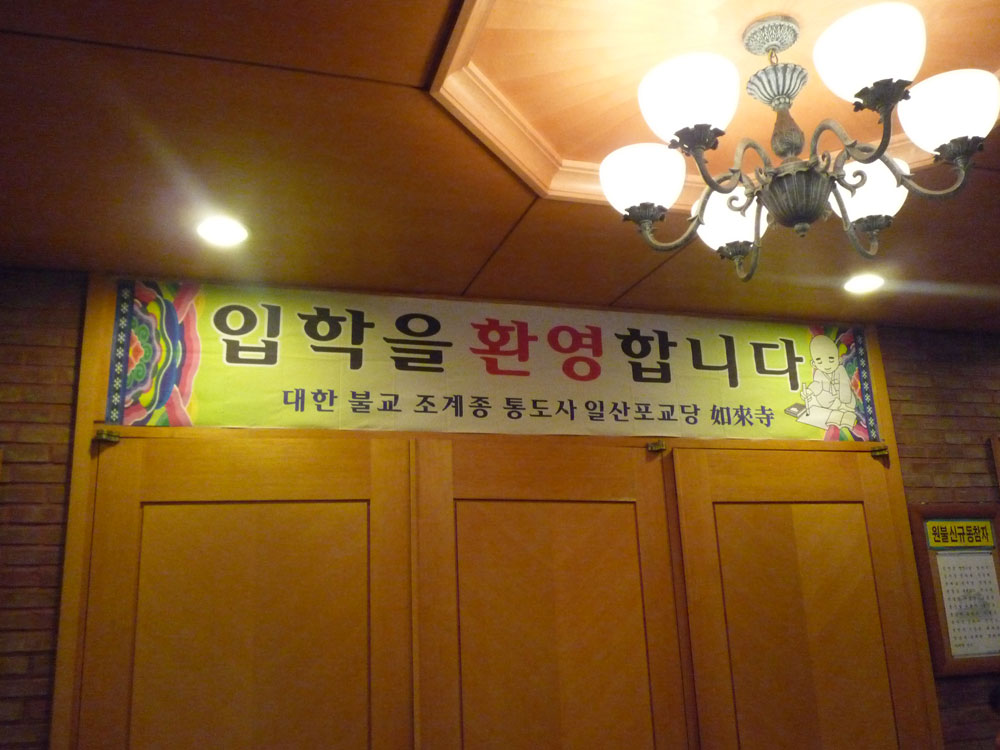 입학을 환영합니다
대한 불교 조계종 통도사 일산포교당 如來寺
원불신규동참자